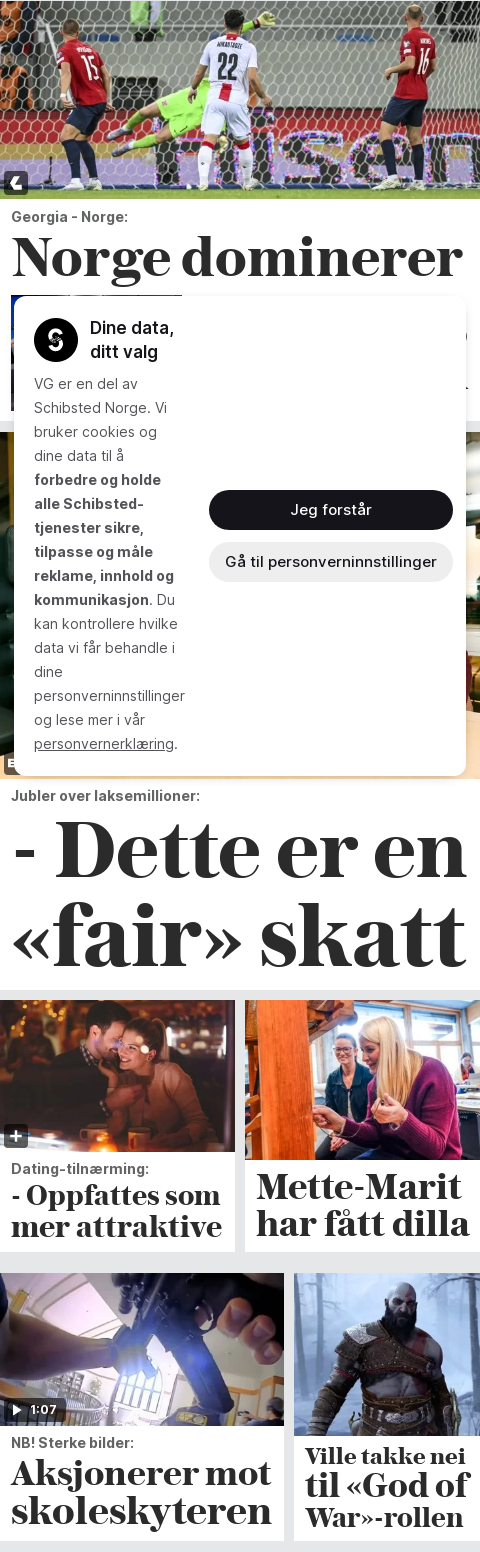 15
22
16
Georgia - Norge:
Norge dominerer
Dine data,
ditt valg
VG er en del av
Schibsted Norge. Vi
bruker cookies og
dine data til å
forbedre og holde
alle Schibsted-
tjenester sikre,
tilpasse og måle
reklame, innhold og
kommunikasjon. Du
kan kontrollere hvilke
data vi får behandle i
dine
personverninnstillinger
og lese mer i vår
personvernerklæring.
Jeg forstår
Gå til personverninnstillinger
Jubler over laksemillioner:
- Dette er en
«fair» skatt
Dating-tilnærming:
- Oppfattes som
mer attraktive
Mette-Marit
har fått dilla
1:07
NB! Sterke bilder:
Aksjonerer mot
skoleskyteren
Ville takke nei
til «God of
War»-rollen